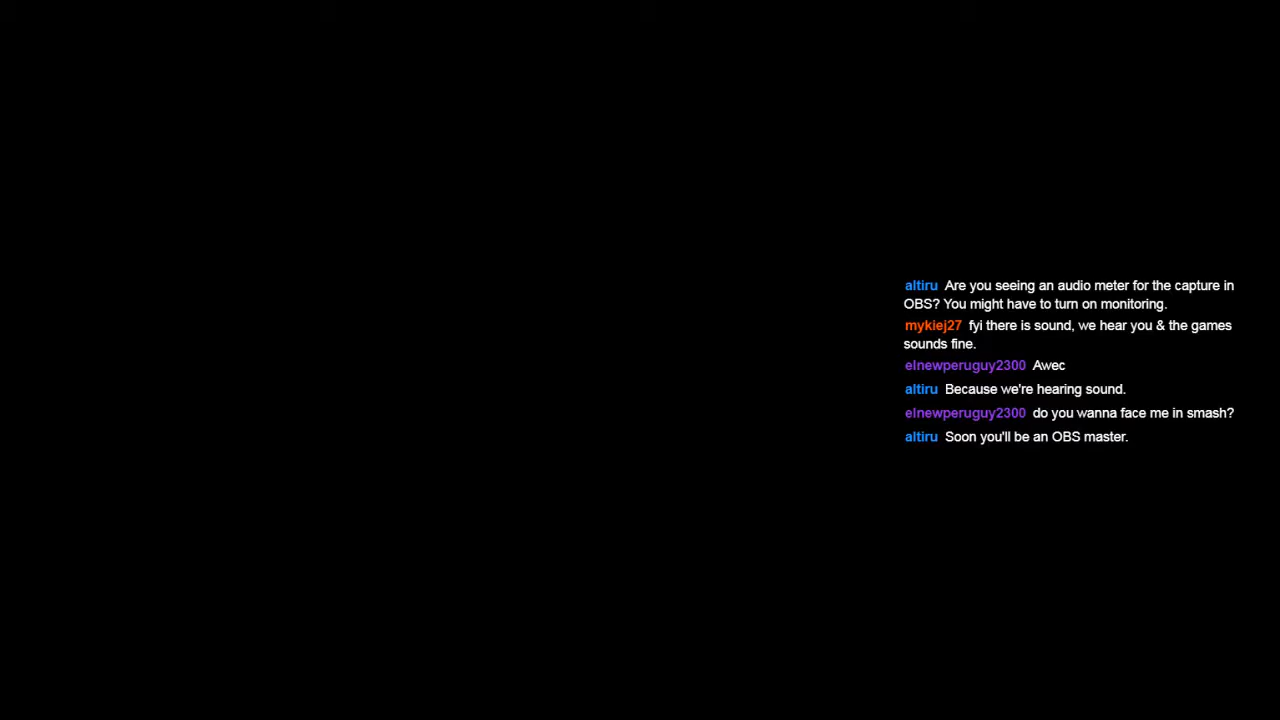 altiru Are you seeing an audio meter for the capture in
OBS? You might have to turn on monitoring.
mykiej27 fyi there is sound, we hear you & the games
sounds fine.
elnewperuguy2300 Awec
altiru Because we're hearing sound.
elnewperuguy2300 do you wanna face me in smash?
altiru Soon you'll be an OBS master.